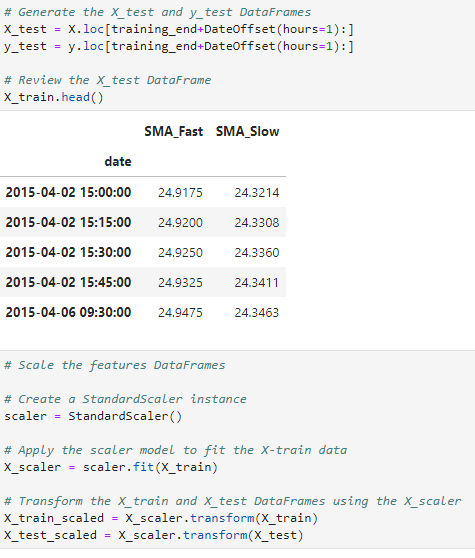 # Generate the X_test and y_test DataFrames
X_test = X.loc[training_end+DateOffset(hours=1):]
y_test = y.loc[training_end+DateOffset(hours=1):]
# Review the X_test DataFrame
X_train.head()
SMA_Fast SMA_Slow
date
2015-04-02 15:00:00 24.9175 24.3214
2015-04-02 15:15:00 24.9200 24.3308
2015-04-02 15:30:00 24.9250 24.3360
2015-04-02 15:45:00 24.9325 24.3411
2015-04-06 09:30:00 24.9475 24.3463
# Scale the features DataFrames
# Create a StandardScaler instance
scaler = StandardScaler()
# Apply the scaler model to fit the X-train data
X_scaler = scaler.fit(X_train)
# Transform the X_train and X_test DataFrames using the X_scaler
X_train_scaled = X_scaler.transform(X_train)
X_test_scaled = X_scaler.transform(X_test)